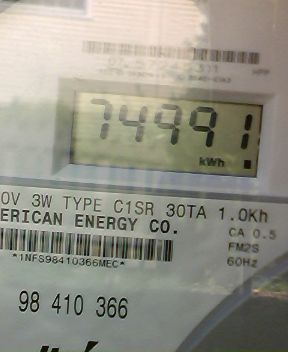 74991
kWh
0V 3W TYPE C1SR 30TA 1.0Kh
ERICAN ENERGY CO.
CA 0.5
FM2S
*1NFS98410366MEC*
60Hz
98 410 366